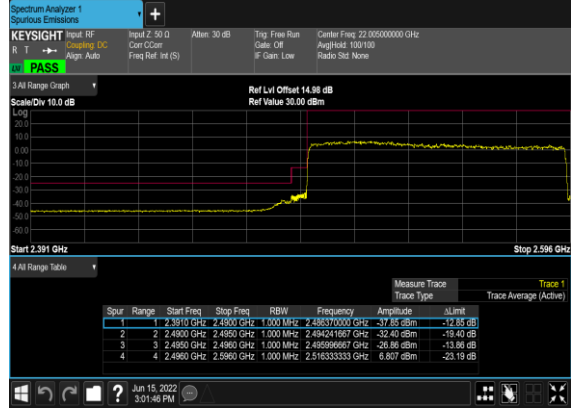 Spectrum Analyzer 1
Spurious Emissions
+
KEYSIGHT Input: RF Input Z: 50 Ω Atten: 30 dB Trig: Free Run Center Freq: 22.005000000 GHz
R T Coupling: DC Corr CCorr Gate: Off Avg|Hold: 100/100
Align: Auto Freq Ref: Int (S) IF Gain: Low Radio Std: None
LW PASS
3 All Range Graph
Ref Lvl Offset 14.98 dB
Scale/Div 10.0 dB Ref Value 30.00 dBm
Log
20.0
10.0
0.00
-10.0
-20.0
-30.0
-40.0
-50.0
-60.0
Start 2.391 GHz Stop 2.596 GHz
4 All Range Table
Measure Trace Trace 1
Trace Type Trace Average (Active)
Spur Range Start Freq Stop Freq RBW Frequency Amplitude ΔLimit
1 1 2.3910 GHz 2.4900 GHz 1.000 MHz 2.486370000 GHz -37.85 dBm -12.85 dB
2 2 2.4900 GHz 2.4950 GHz 1.000 MHz 2.494241667 GHz -32.40 dBm -19.40 dB
3 3 2.4950 GHz 2.4960 GHz 1.000 MHz 2.495996667 GHz -26.86 dBm -13.86 dB
4 4 2.4960 GHz 2.5960 GHz 1.000 MHz 2.516333333 GHz 6.807 dBm -23.19 dB
? Jun 15, 2022
3:01:46 PM